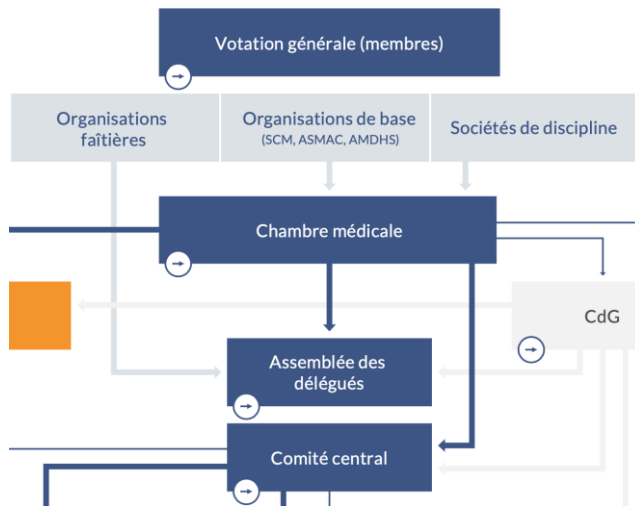 Votation générale (membres)
Organisations
faîtières
Organisations de base
(SCM, ASMAC, AMDHS)
Sociétés de discipline
Chambre médicale
CdG
Assemblée des
délégués
Comité central